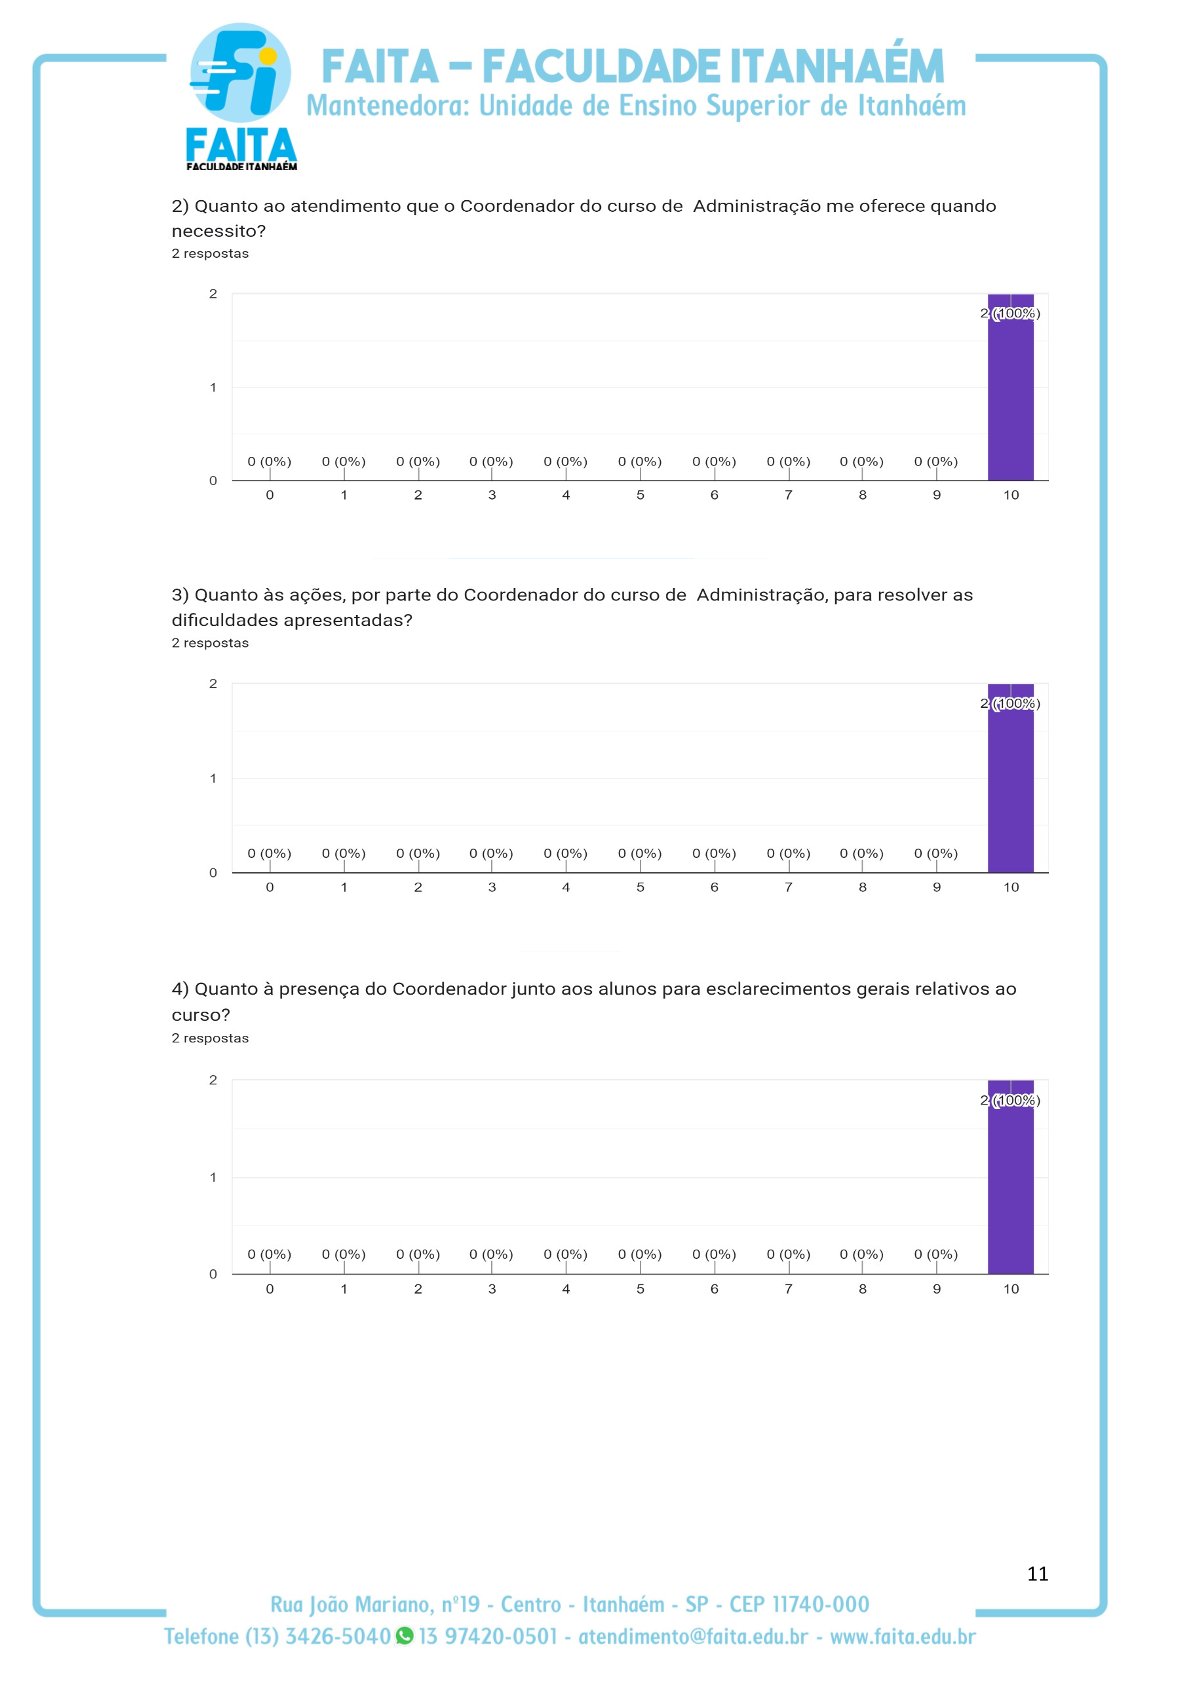 FAITA – FACULDADE ITANHAÉM
Mantenedora: Unidade de Ensino Superior de Itanhaém
Fi
FAITA
FACULDADE ITANHAÉM
2) Quanto ao atendimento que o Coordenador do curso de  Administração me oferece quando
necessito?
2 respostas
2
2 (100%)
1
0 (0%) 0 (0%) 0 (0%) 0 (0%) 0 (0%) 0 (0%) 0 (0%) 0 (0%) 0 (0%) 0 (0%)
0
0 1 2 3 4 5 6 7 8 9 10
3) Quanto às ações, por parte do Coordenador do curso de  Administração, para resolver as
dificuldades apresentadas?
2 respostas
2
2 (100%)
1
0 (0%) 0 (0%) 0 (0%) 0 (0%) 0 (0%) 0 (0%) 0 (0%) 0 (0%) 0 (0%) 0 (0%)
0
0 1 2 3 4 5 6 7 8 9 10
4) Quanto à presença do Coordenador junto aos alunos para esclarecimentos gerais relativos ao
curso?
2 respostas
2
2 (100%)
1
0 (0%) 0 (0%) 0 (0%) 0 (0%) 0 (0%) 0 (0%) 0 (0%) 0 (0%) 0 (0%) 0 (0%)
0
0 1 2 3 4 5 6 7 8 9 10
11
Rua João Mariano, nº19 - Centro - Itanhaém - SP - CEP 11740-000
Telefone (13) 3426-5040 13 97420-0501 - atendimento@faita.edu.br - www.faita.edu.br